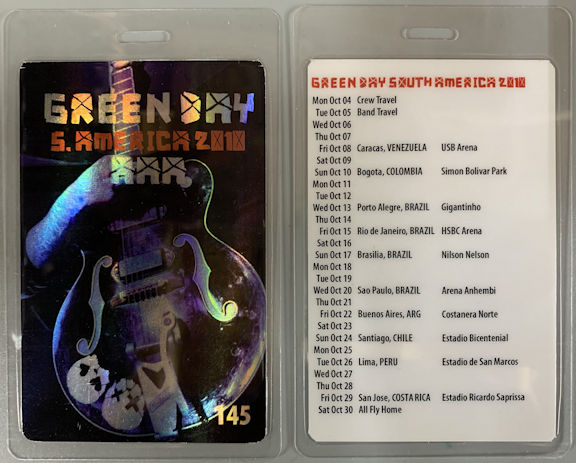 GREEN DAY
S. AMERICA 2010
AAA
145
GREEN DAY SOUTH AMERICA 2010
Mon Oct 04 Crew Travel
Tue Oct 05 Band Travel
Wed Oct 06
Thu Oct 07
Fri Oct 08 Caracas, VENEZUELA USB Arena
Sat Oct 09
Sun Oct 10 Bogota, COLOMBIA Simon Bolivar Park
Mon Oct 11
Tue Oct 12
Wed Oct 13 Porto Alegre, BRAZIL Gigantinho
Thu Oct 14
Fri Oct 15 Rio de Janeiro, BRAZIL HSBC Arena
Sat Oct 16
Sun Oct 17 Brasilia, BRAZIL Nilson Nelson
Mon Oct 18
Tue Oct 19
Wed Oct 20 Sao Paulo, BRAZIL Arena Anhembi
Thu Oct 21
Fri Oct 22 Buenos Aires, ARG Costanera Norte
Sat Oct 23
Sun Oct 24 Santiago, CHILE Estadio Bicentenial
Mon Oct 25
Tue Oct 26 Lima, PERU Estadio de San Marcos
Wed Oct 27
Thu Oct 28
Fri Oct 29 San Jose, COSTA RICA Estadio Ricardo Saprissa
Sat Oct 30 All Fly Home